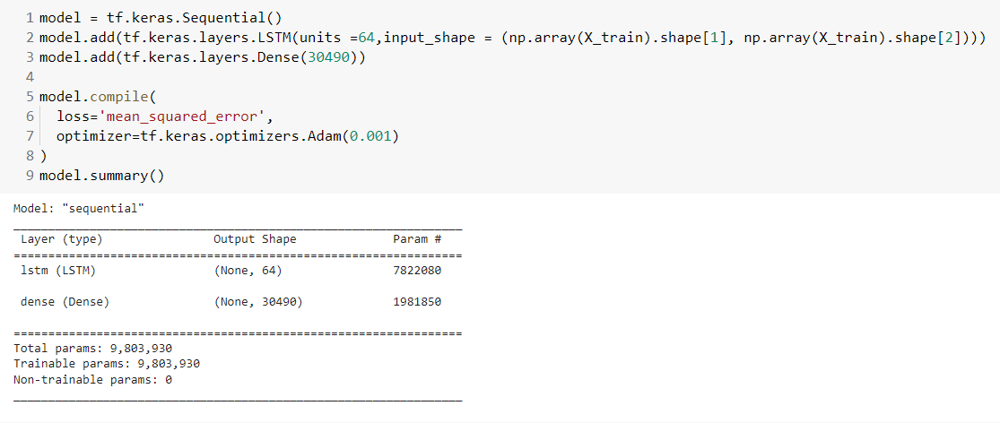 1 model = tf.keras.Sequential()
2 model.add(tf.keras.layers.LSTM(units =64,input_shape = (np.array(X_train).shape[1], np.array(X_train).shape[2])))
3 model.add(tf.keras.layers.Dense(30490))
4
5 model.compile(
6   loss='mean_squared_error',
7   optimizer=tf.keras.optimizers.Adam(0.001)
8 )
9 model.summary()
Model: "sequential"
_________________________________________________________________
Layer (type)                Output Shape              Param #
=================================================================
lstm (LSTM)                 (None, 64)                7822080
dense (Dense)               (None, 30490)             1981850
=================================================================
Total params: 9,803,930
Trainable params: 9,803,930
Non-trainable params: 0
_________________________________________________________________